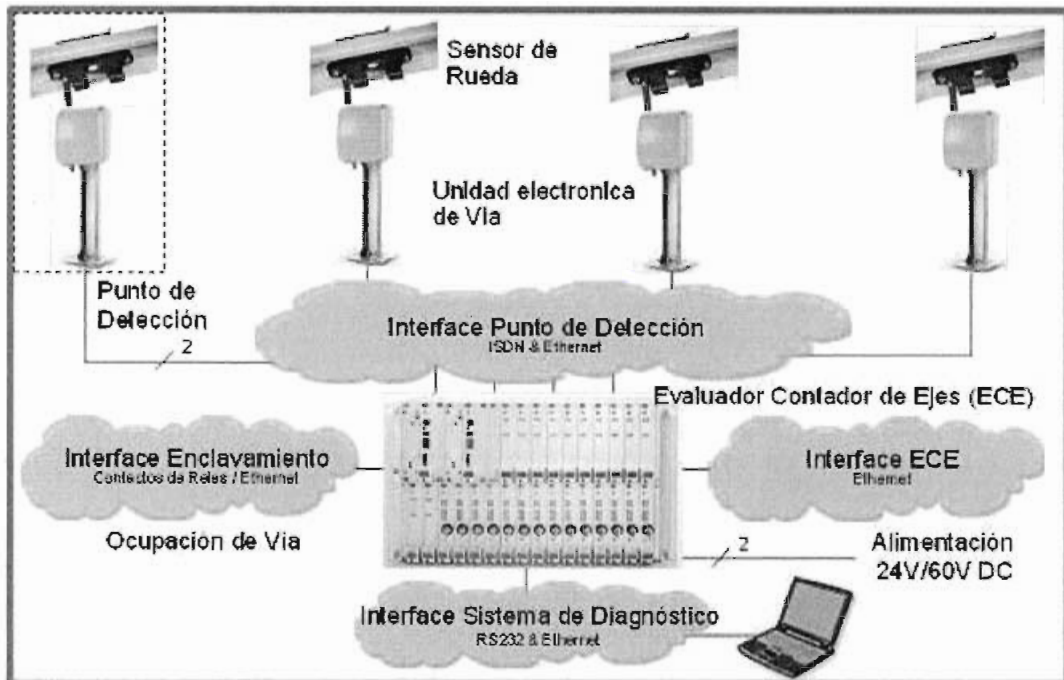 Sensor de
Rueda
Unidad electronica
de Via
Punto de
Delección
2
Interface Punto de Delección
ISDN & Ethernet
Evaluador Contador de Ejes (ECE)
Interface Enclavamiento
Contactos de Reles / Ethernet
Interface ECE
Ethernet
Ocupación de Via
2
Alimentación
24V/60V DC
Interface Sistema de Diagnóstico
RS232 & Ethernet